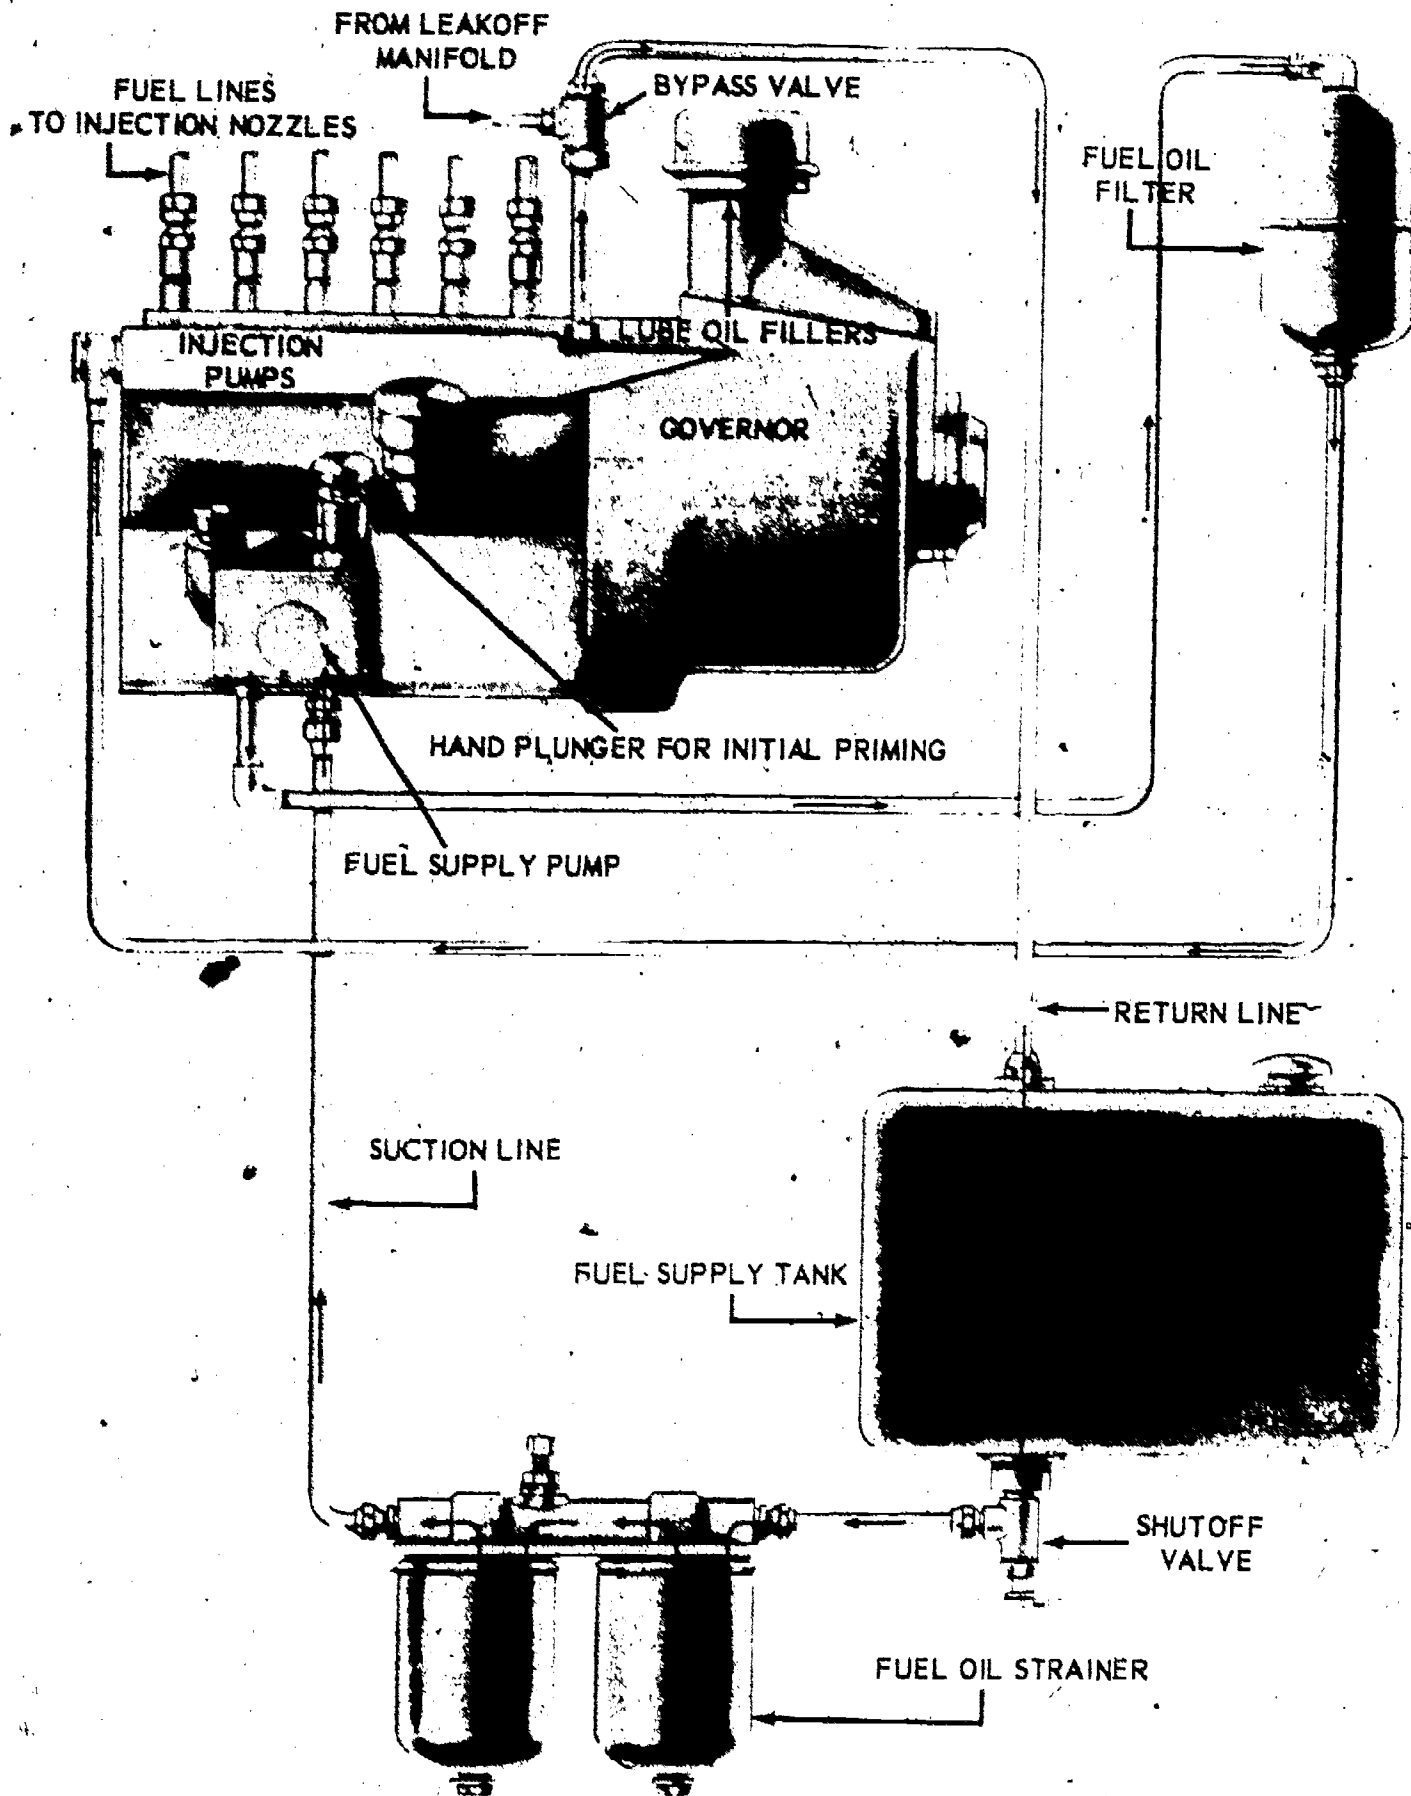 FROM LEAKOFF
MANIFOLD
FUEL LINES
TO INJECTION NOZZLES
BYPASS VALVE
FUEL OIL
FILTER
LUBE OIL FILLERS
INJECTION
PUMPS
GOVERNOR
HAND PLUNGER FOR INITIAL PRIMING
FUEL SUPPLY PUMP
RETURN LINE
SUCTION LINE
FUEL SUPPLY TANK
SHUTOFF
VALVE
FUEL OIL STRAINER